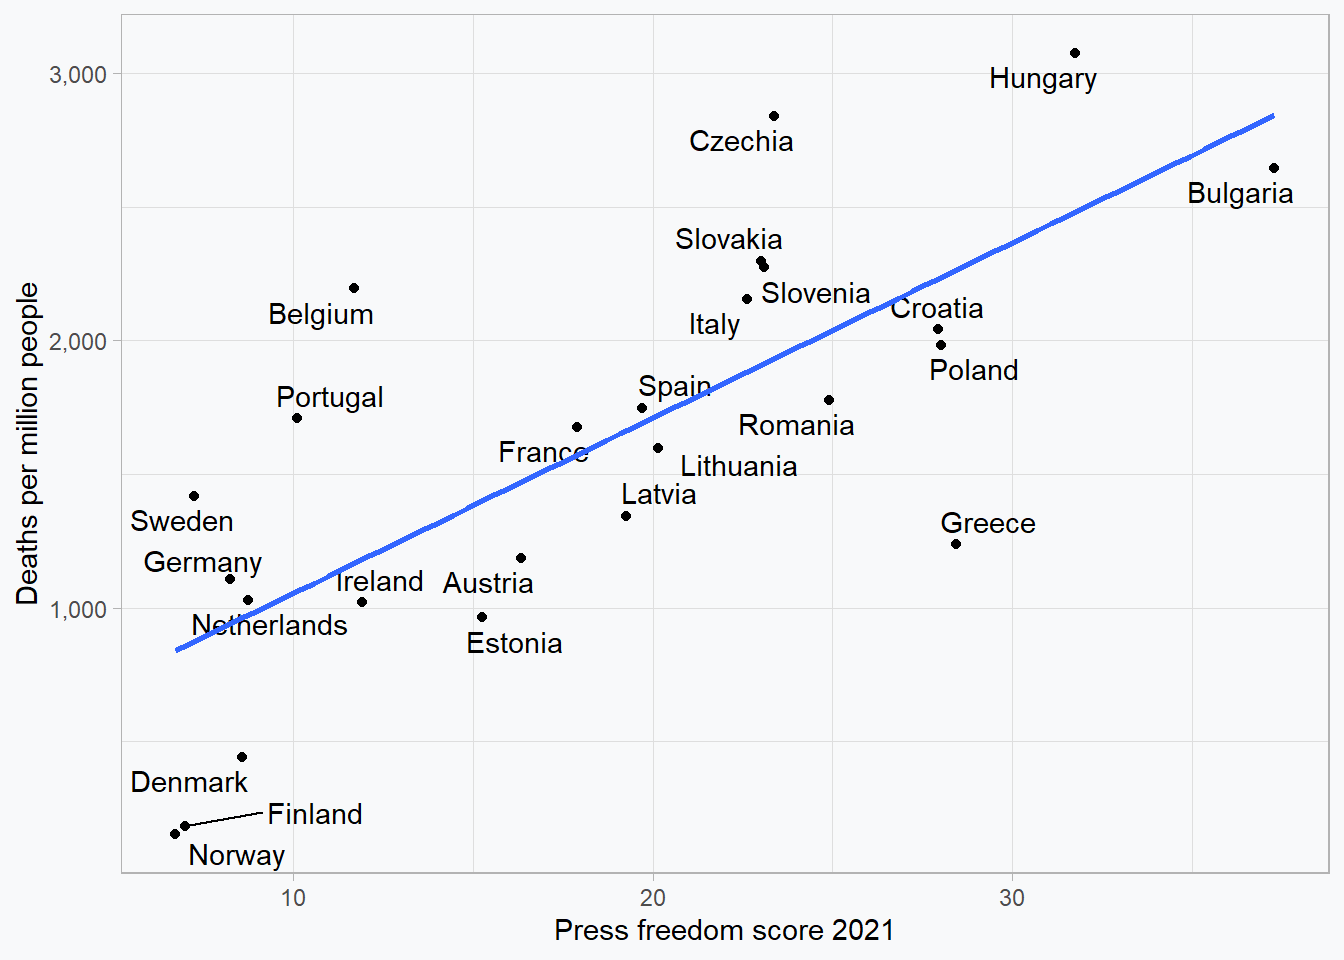 3,000
2,000
1,000
Deaths per million people
Hungary
Czechia
Bulgaria
Slovakia
Slovenia
Belgium
Croatia
Italy
Poland
Spain
Portugal
Romania
France
Lithuania
Latvia
Sweden
Greece
Germany
Ireland
Austria
Netherlands
Estonia
Denmark
Finland
Norway
10 20 30
Press freedom score 2021